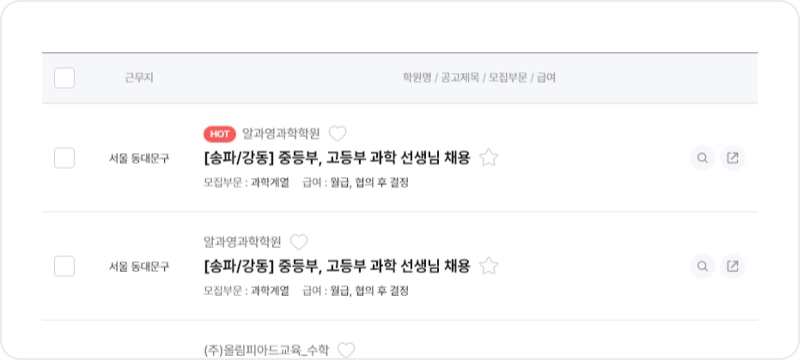 근무지 학원명 / 공고제목 / 모집부문 / 급여
HOT 알과영과학학원
서울 동대문구 [송파/강동] 중등부, 고등부 과학 선생님 채용
모집부문 : 과학계열 급여 : 월급, 협의 후 결정
알과영과학학원
서울 동대문구 [송파/강동] 중등부, 고등부 과학 선생님 채용
모집부문 : 과학계열 급여 : 월급, 협의 후 결정
(주)올림피아드교육_수학